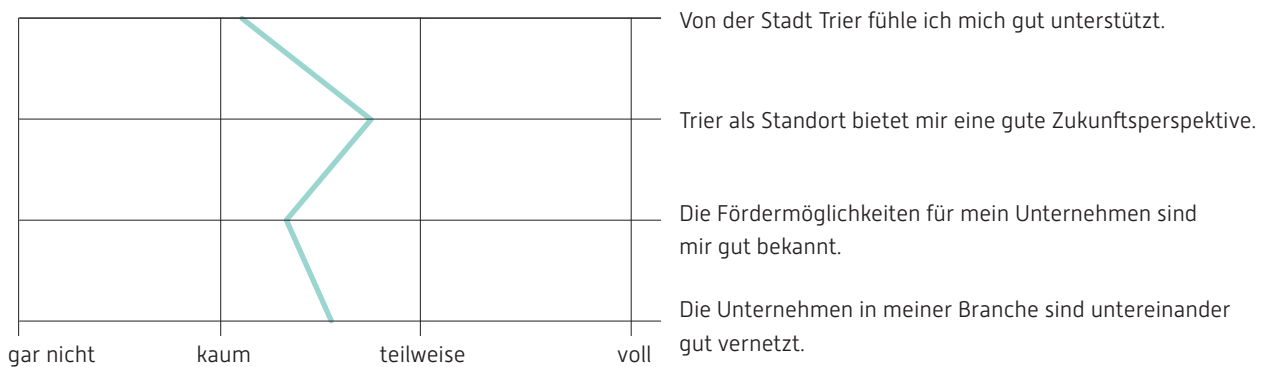 Von der Stadt Trier fühle ich mich gut unterstützt.
Trier als Standort bietet mir eine gute Zukunftsperspektive.
Die Fördermöglichkeiten für mein Unternehmen sind
mir gut bekannt.
Die Unternehmen in meiner Branche sind untereinander
gut vernetzt.
gar nicht kaum teilweise voll